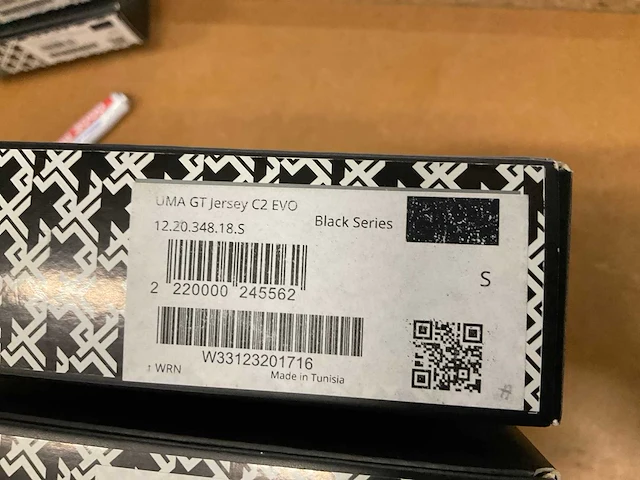 UMA GT Jersey C2 EVO
12.20.348.18.S
Black Series
S
2 220000 245562
W33123201716
WRN
Made in Tunisia